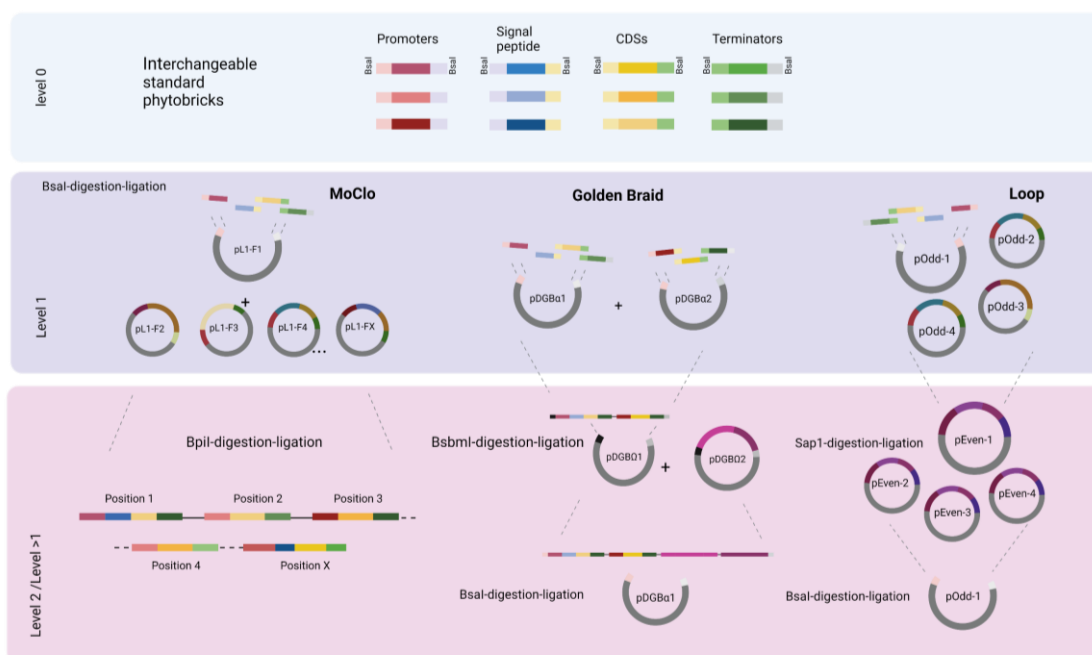 level 0
Interchangeable
standard
phytobricks
Promoters
Signal
peptide
CDSs
Terminators
BsaI
BsaI
BsaI
BsaI
BsaI
BsaI
BsaI
BsaI
Level 1
BsaI-digestion-ligation
MoClo
Golden Braid
Loop
pL1-F1
+
pL1-F2
pL1-F3
pL1-F4
...
pL1-FX
pDGBα1
+
pDGBα2
pOdd-1
pOdd-2
pOdd-3
pOdd-4
Level 2 /Level >1
BpiI-digestion-ligation
Position 1
Position 2
Position 3
Position 4
Position X
BsbmI-digestion-ligation
pDGBΩ1
+
pDGBΩ2
BsaI-digestion-ligation
pDGBα1
Sap1-digestion-ligation
pEven-1
pEven-2
pEven-3
pEven-4
BsaI-digestion-ligation
pOdd-1